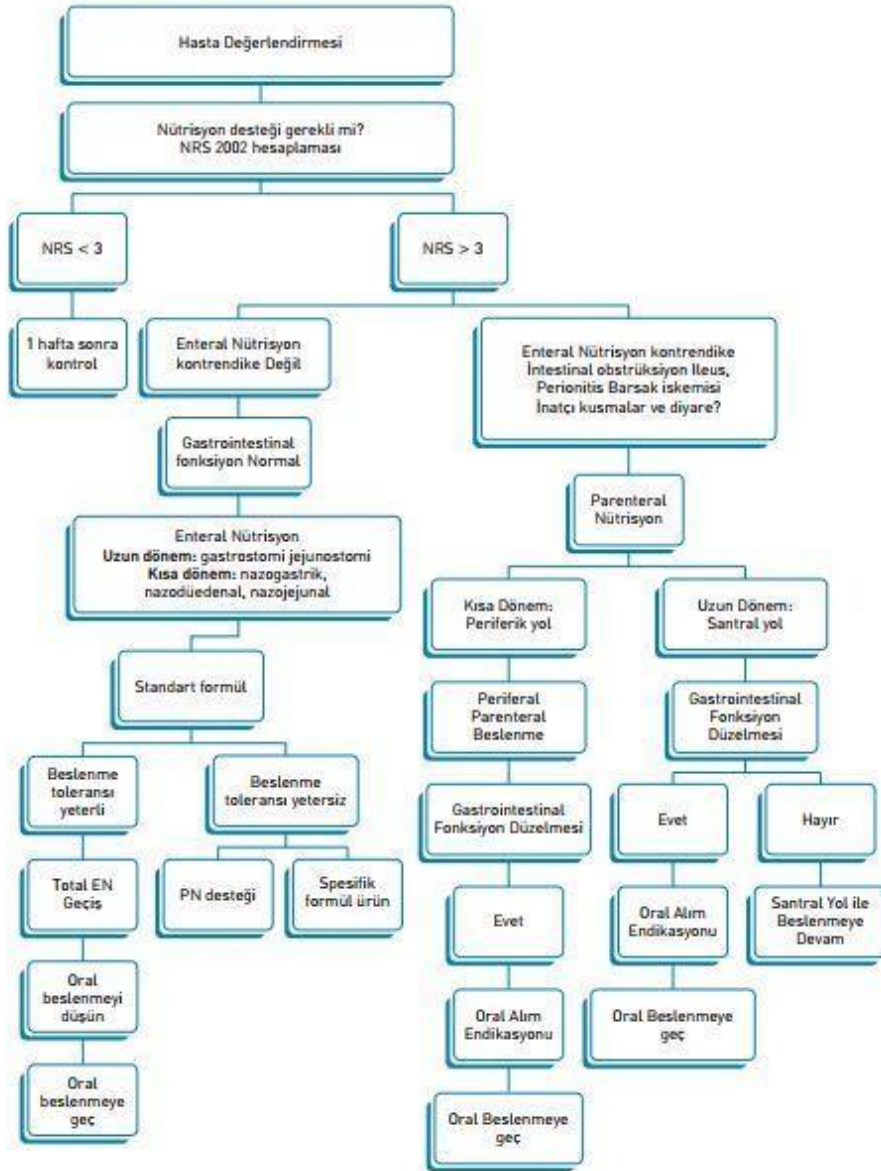 Hasta Değerlendirmesi
Nütrisyon desteği gerekli mi?
NRS 2002 hesaplaması
NRS < 3
NRS > 3
1 hafta sonra
kontrol
Enteral Nütrisyon
kontrendike Değil
Enteral Nütrisyon kontrendike
İntestinal obstrüksiyon Ileus,
Perionitis Barsak iskemisi
İnatçı kusmalar ve diyare?
Gastrointestinal
fonksiyon Normal
Parenteral
Nütrisyon
Enteral Nütrisyon
Uzun dönem: gastrostomi jejunostomi
Kısa dönem: nazogastrik,
nazodüedenal, nazojejunal
Kısa Dönem:
Periferik yol
Uzun Dönem:
Santral yol
Standart formül
Periferal
Parenteral
Beslenme
Gastrointestinal
Fonksiyon
Düzelmesi
Beslenme
toleransı
yeterli
Beslenme
toleransı yetersiz
Gastrointestinal
Fonksiyon Düzelmesi
Evet
Hayır
Total EN
Geçiş
PN desteği
Spesifik
formül ürün
Evet
Oral Alım
Endikasyonu
Santral Yol ile
Beslenmeye
Devam
Oral
beslenmeyi
düşün
Oral Alım
Endikasyonu
Oral Beslenmeye
geç
Oral
beslenmeye
geç
Oral Beslenmeye
geç